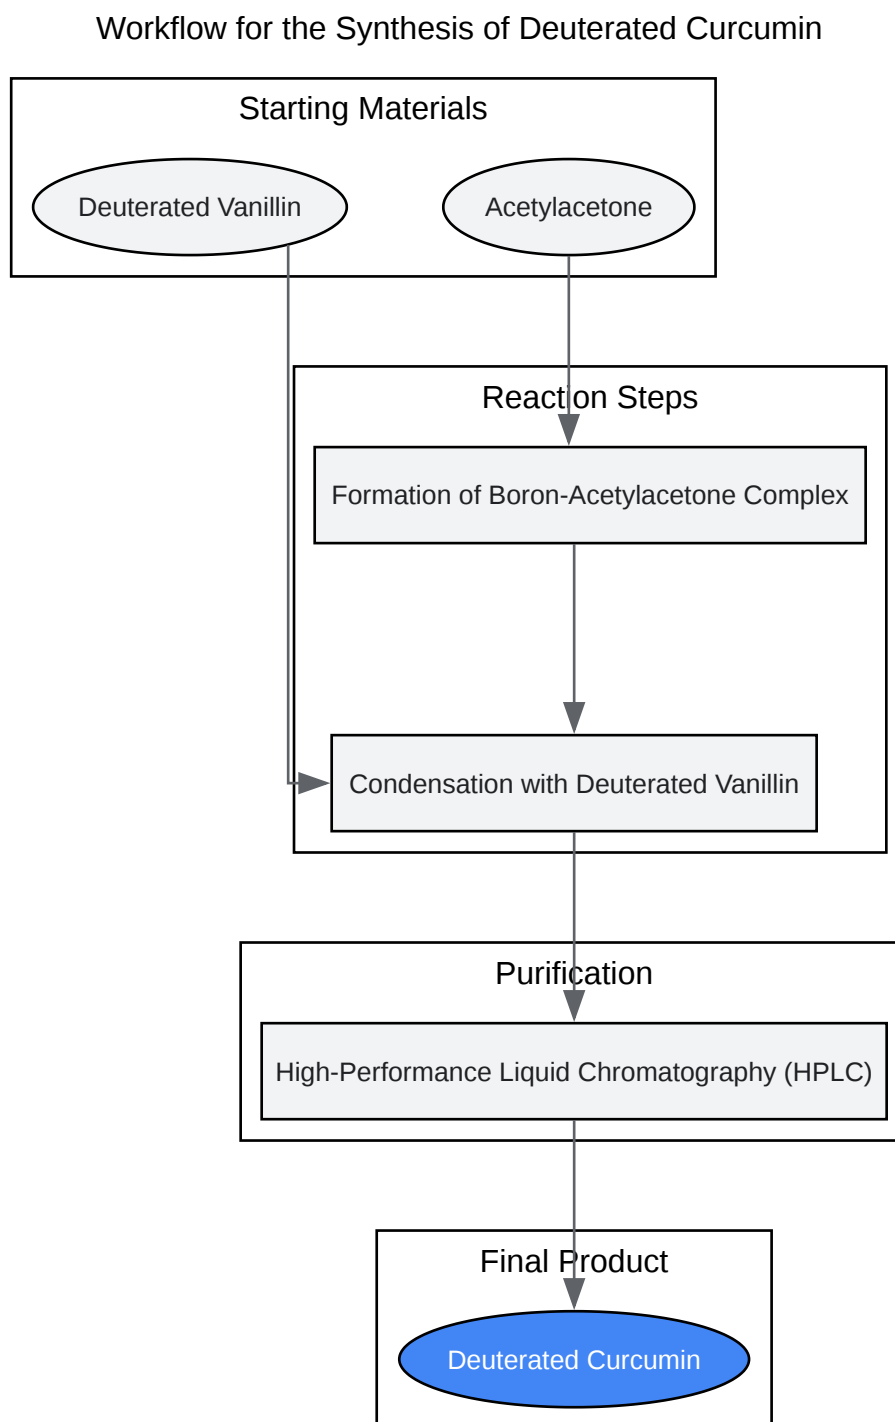 Workflow for the Synthesis of Deuterated Curcumin
Starting Materials
Deuterated Vanillin
Acetylacetone
Reaction Steps
Formation of Boron-Acetylacetone Complex
Condensation with Deuterated Vanillin
Purification
High-Performance Liquid Chromatography (HPLC)
Final Product
Deuterated Curcumin